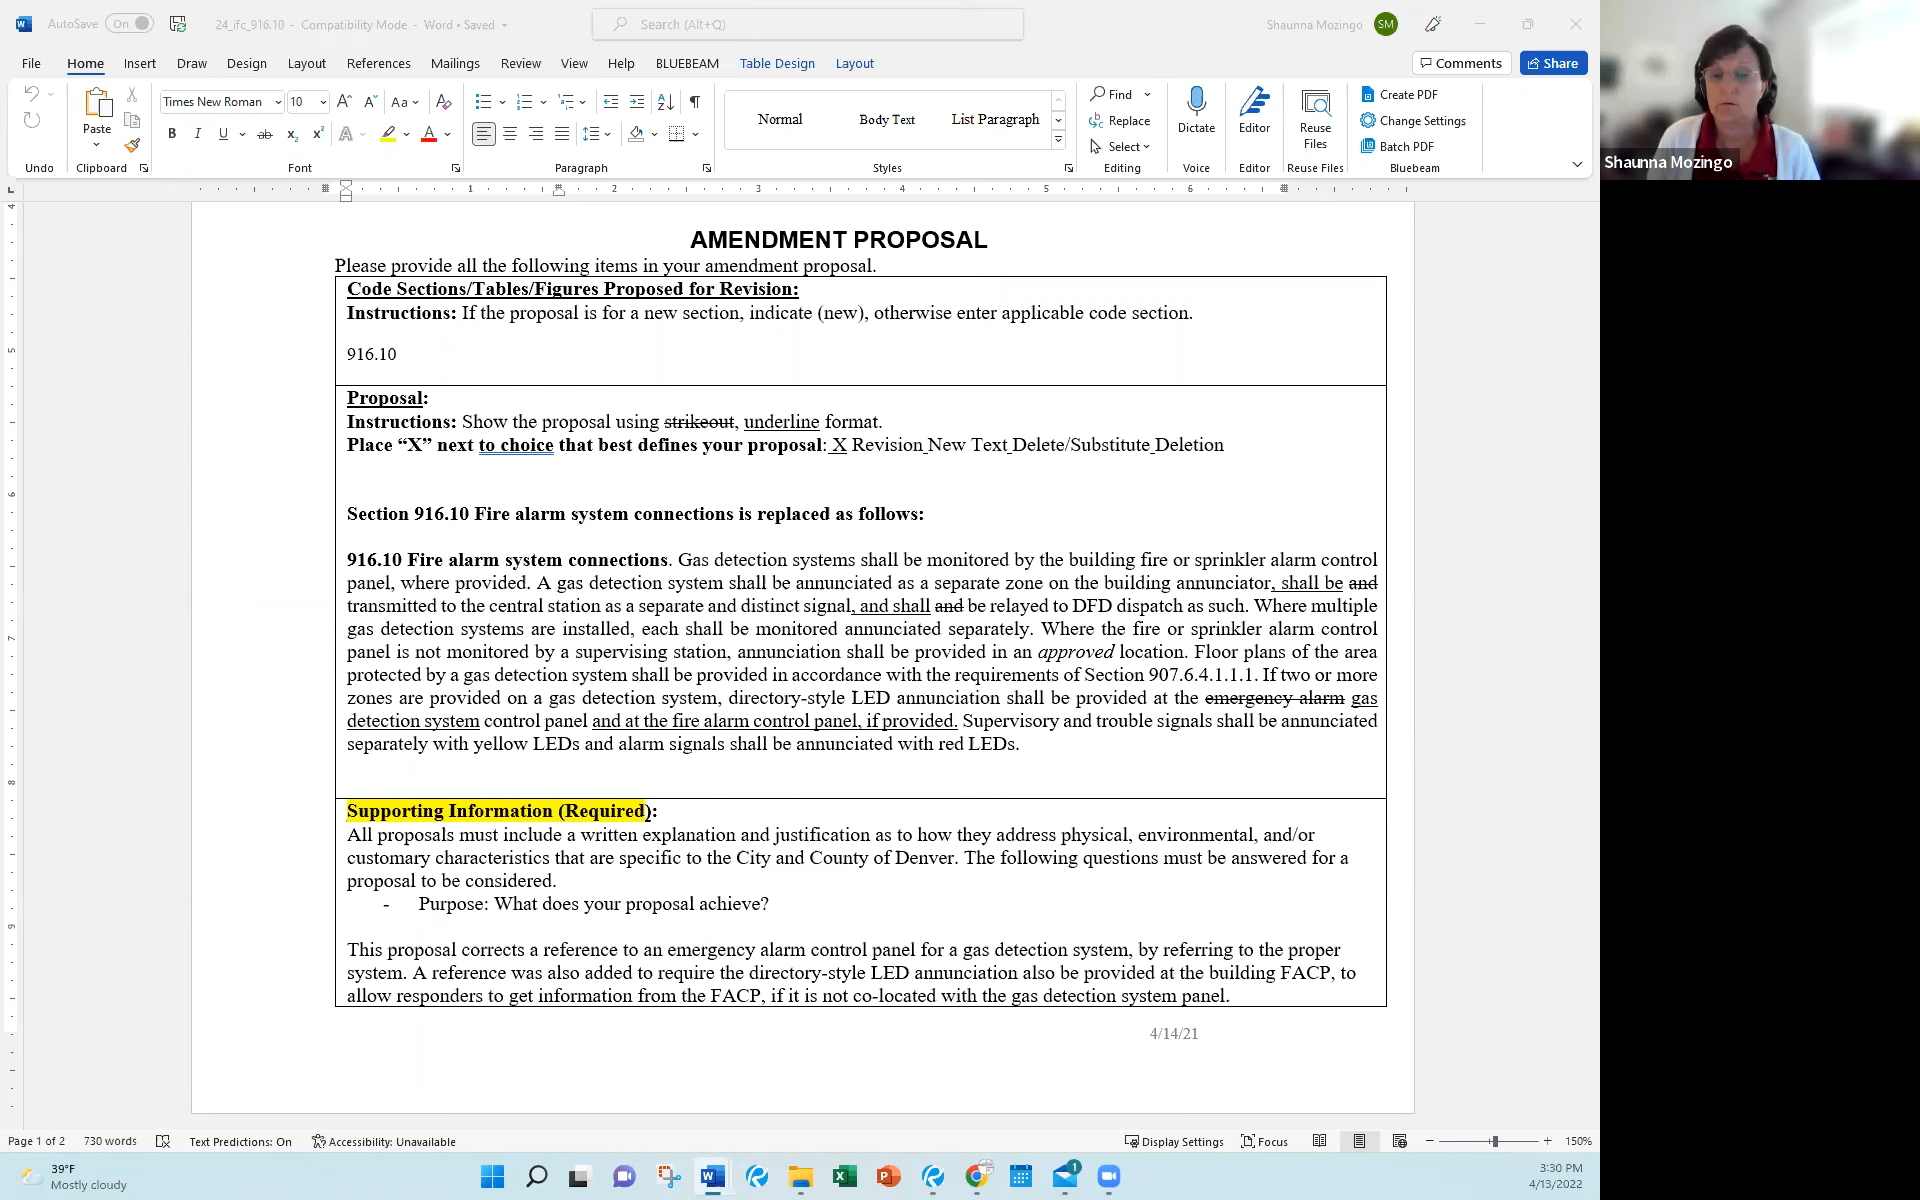 AutoSave On 24_ifc_916.10 - Compatibility Mode - Word • Saved Search (Alt+Q) Shaunna Mozingo SM
File Home Insert Draw Design Layout References Mailings Review View Help BLUEBEAM Table Design Layout Comments Share
Times New Roman 10 Aa Find Create PDF
Paste Normal Body Text List Paragraph Replace Dictate Editor Reuse Files Change Settings
B I U ab x₂ x² A A Select Batch PDF
Undo Clipboard Font Paragraph Styles Editing Voice Editor Reuse Files Bluebeam
Shaunna Mozingo
1 2 3 4 5 6
AMENDMENT PROPOSAL
Please provide all the following items in your amendment proposal.
Code Sections/Tables/Figures Proposed for Revision:
Instructions: If the proposal is for a new section, indicate (new), otherwise enter applicable code section.
916.10
Proposal:
Instructions: Show the proposal using strikeout, underline format.
Place “X” next to choice that best defines your proposal: X Revision_New Text_Delete/Substitute_Deletion
Section 916.10 Fire alarm system connections is replaced as follows:
916.10 Fire alarm system connections. Gas detection systems shall be monitored by the building fire or sprinkler alarm control
panel, where provided. A gas detection system shall be annunciated as a separate zone on the building annunciator, shall be and
transmitted to the central station as a separate and distinct signal, and shall and be relayed to DFD dispatch as such. Where multiple
gas detection systems are installed, each shall be monitored annunciated separately. Where the fire or sprinkler alarm control
panel is not monitored by a supervising station, annunciation shall be provided in an approved location. Floor plans of the area
protected by a gas detection system shall be provided in accordance with the requirements of Section 907.6.4.1.1.1. If two or more
zones are provided on a gas detection system, directory-style LED annunciation shall be provided at the emergency alarm gas
detection system control panel and at the fire alarm control panel, if provided. Supervisory and trouble signals shall be annunciated
separately with yellow LEDs and alarm signals shall be annunciated with red LEDs.
Supporting Information (Required):
All proposals must include a written explanation and justification as to how they address physical, environmental, and/or
customary characteristics that are specific to the City and County of Denver. The following questions must be answered for a
proposal to be considered.
- Purpose: What does your proposal achieve?
This proposal corrects a reference to an emergency alarm control panel for a gas detection system, by referring to the proper
system. A reference was also added to require the directory-style LED annunciation also be provided at the building FACP, to
allow responders to get information from the FACP, if it is not co-located with the gas detection system panel.
4/14/21
Page 1 of 2 730 words Text Predictions: On Accessibility: Unavailable Display Settings Focus 150%
39°F
Mostly cloudy
1
3:30 PM
4/13/2022